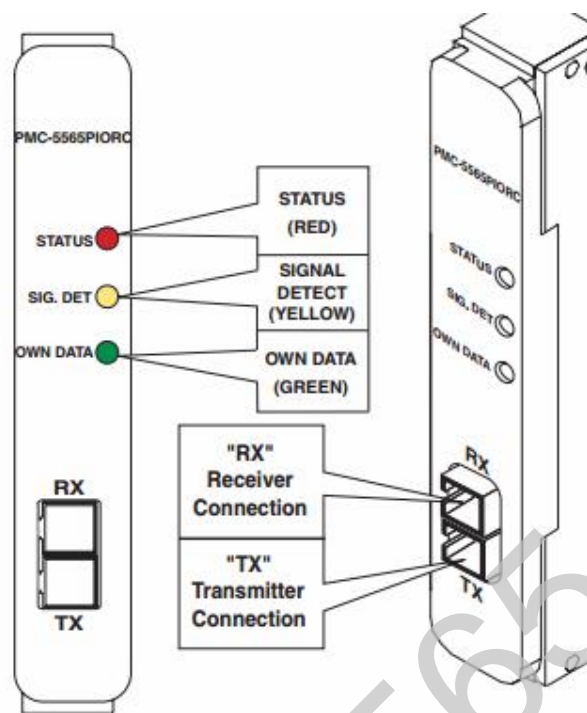 PMC-5565PIORC
STATUS
SIG. DET
OWN DATA
RX
TX
STATUS
(RED)
SIGNAL
DETECT
(YELLOW)
OWN DATA
(GREEN)
"RX"
Receiver
Connection
"TX"
Transmitter
Connection
PMC-5565PIORC
STATUS
SIG. DET
OWN DATA
RX
TX
565